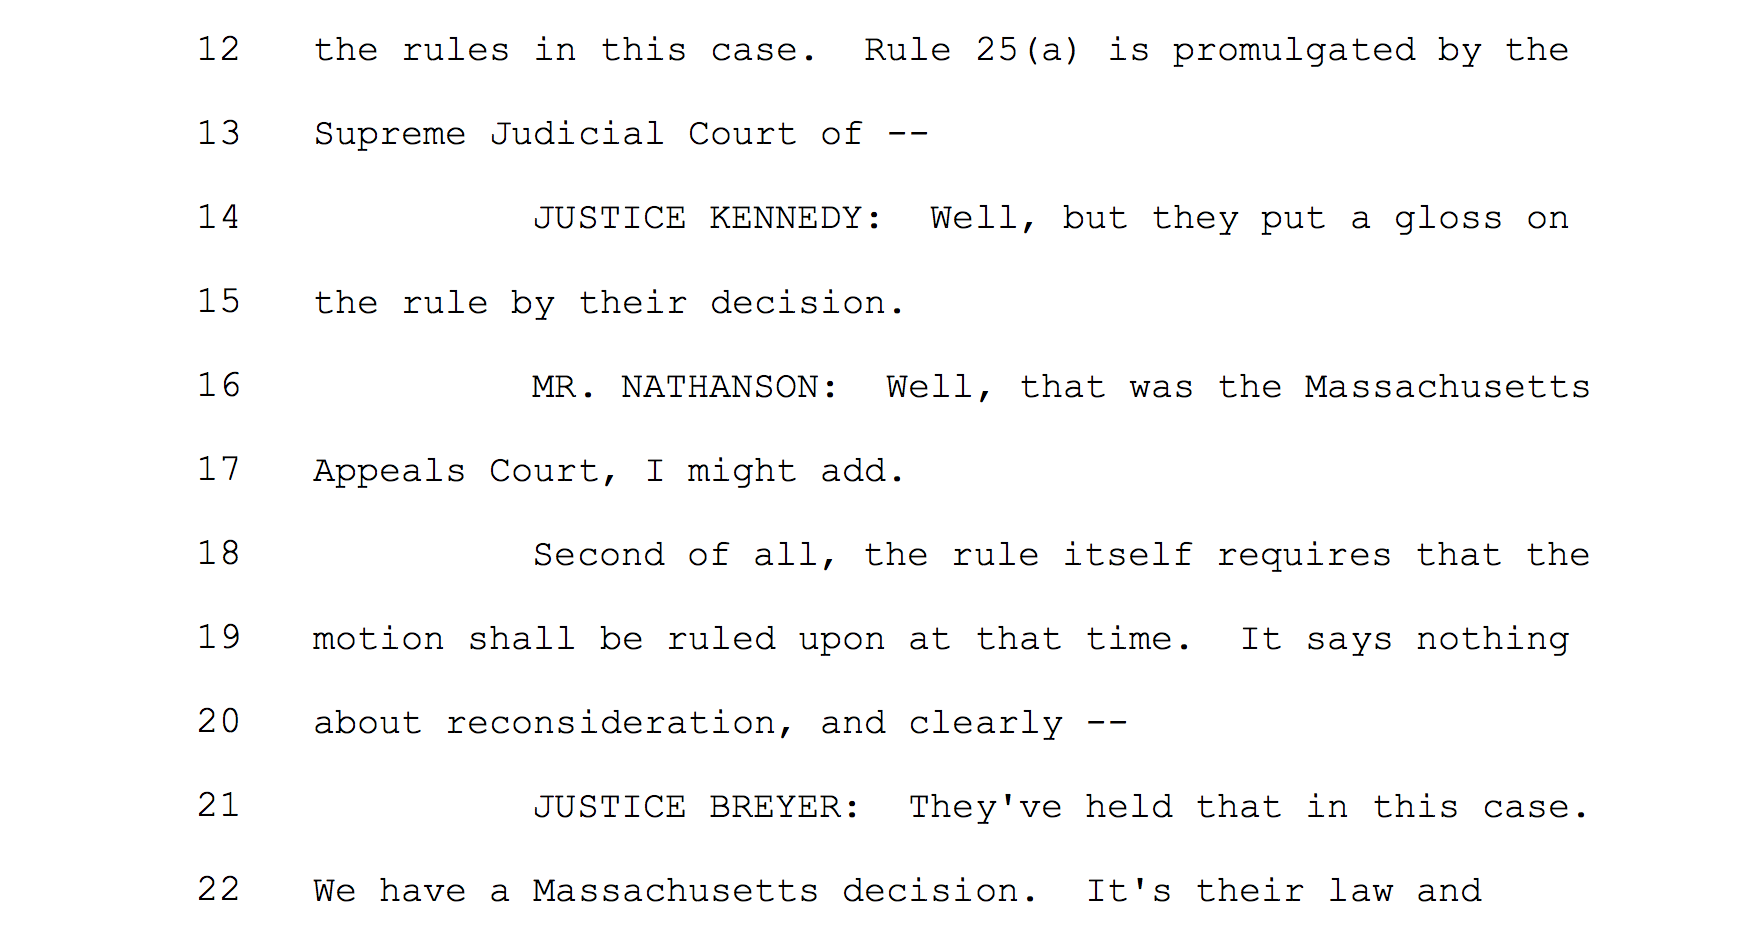 12 the rules in this case. Rule 25(a) is promulgated by the
13 Supreme Judicial Court of --
14 JUSTICE KENNEDY: Well, but they put a gloss on
15 the rule by their decision.
16 MR. NATHANSON: Well, that was the Massachusetts
17 Appeals Court, I might add.
18 Second of all, the rule itself requires that the
19 motion shall be ruled upon at that time. It says nothing
20 about reconsideration, and clearly --
21 JUSTICE BREYER: They've held that in this case.
22 We have a Massachusetts decision. It's their law and